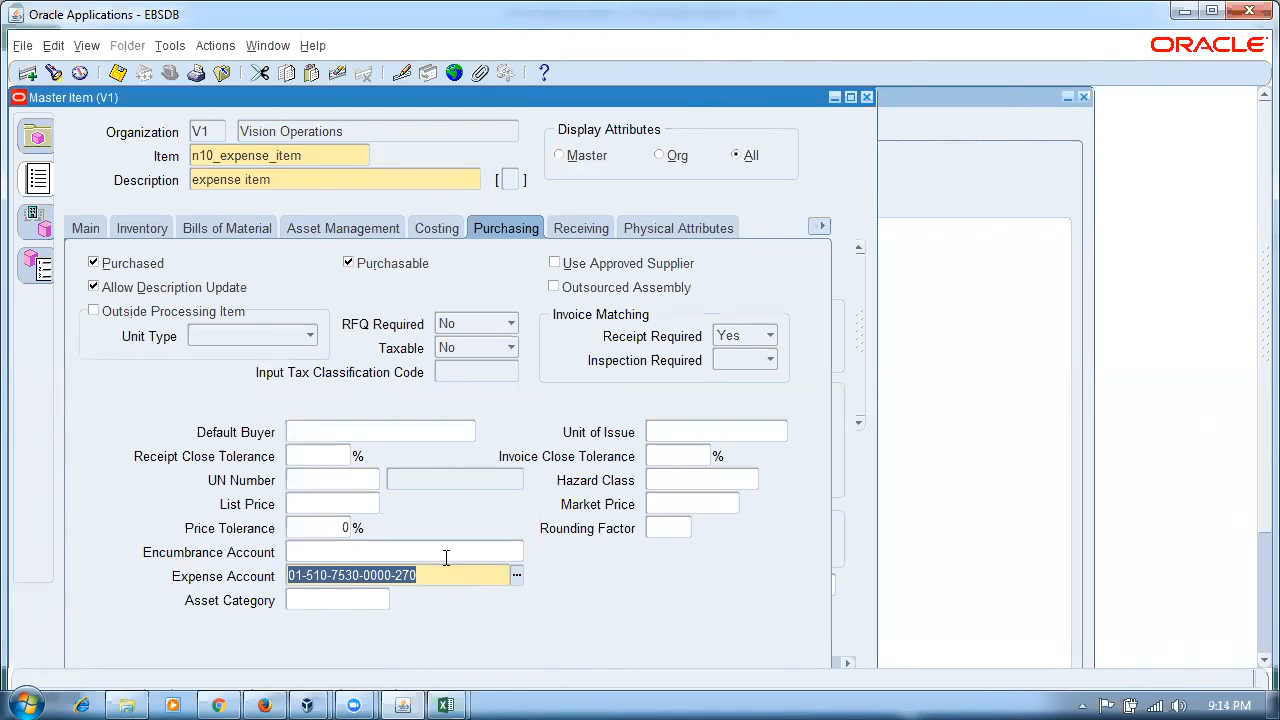 Oracle Applications - EBSDB
File Edit View Folder Tools Actions Window Help
ORACLE
Master Item (V1)
Organization V1 Vision Operations
Display Attributes
Item n10_expense_item
Master Org All
Description expense item [ ]
Main Inventory Bills of Material Asset Management Costing Purchasing Receiving Physical Attributes
Purchased Purchasable Use Approved Supplier
Allow Description Update Outsourced Assembly
Outside Processing Item
Unit Type
RFQ Required No
Taxable No
Input Tax Classification Code
Invoice Matching
Receipt Required Yes
Inspection Required
Default Buyer Unit of Issue
Receipt Close Tolerance % Invoice Close Tolerance %
UN Number Hazard Class
List Price Market Price
Price Tolerance 0 % Rounding Factor
Encumbrance Account
Expense Account 01-510-7530-0000-270 ...
Asset Category
9:14 PM